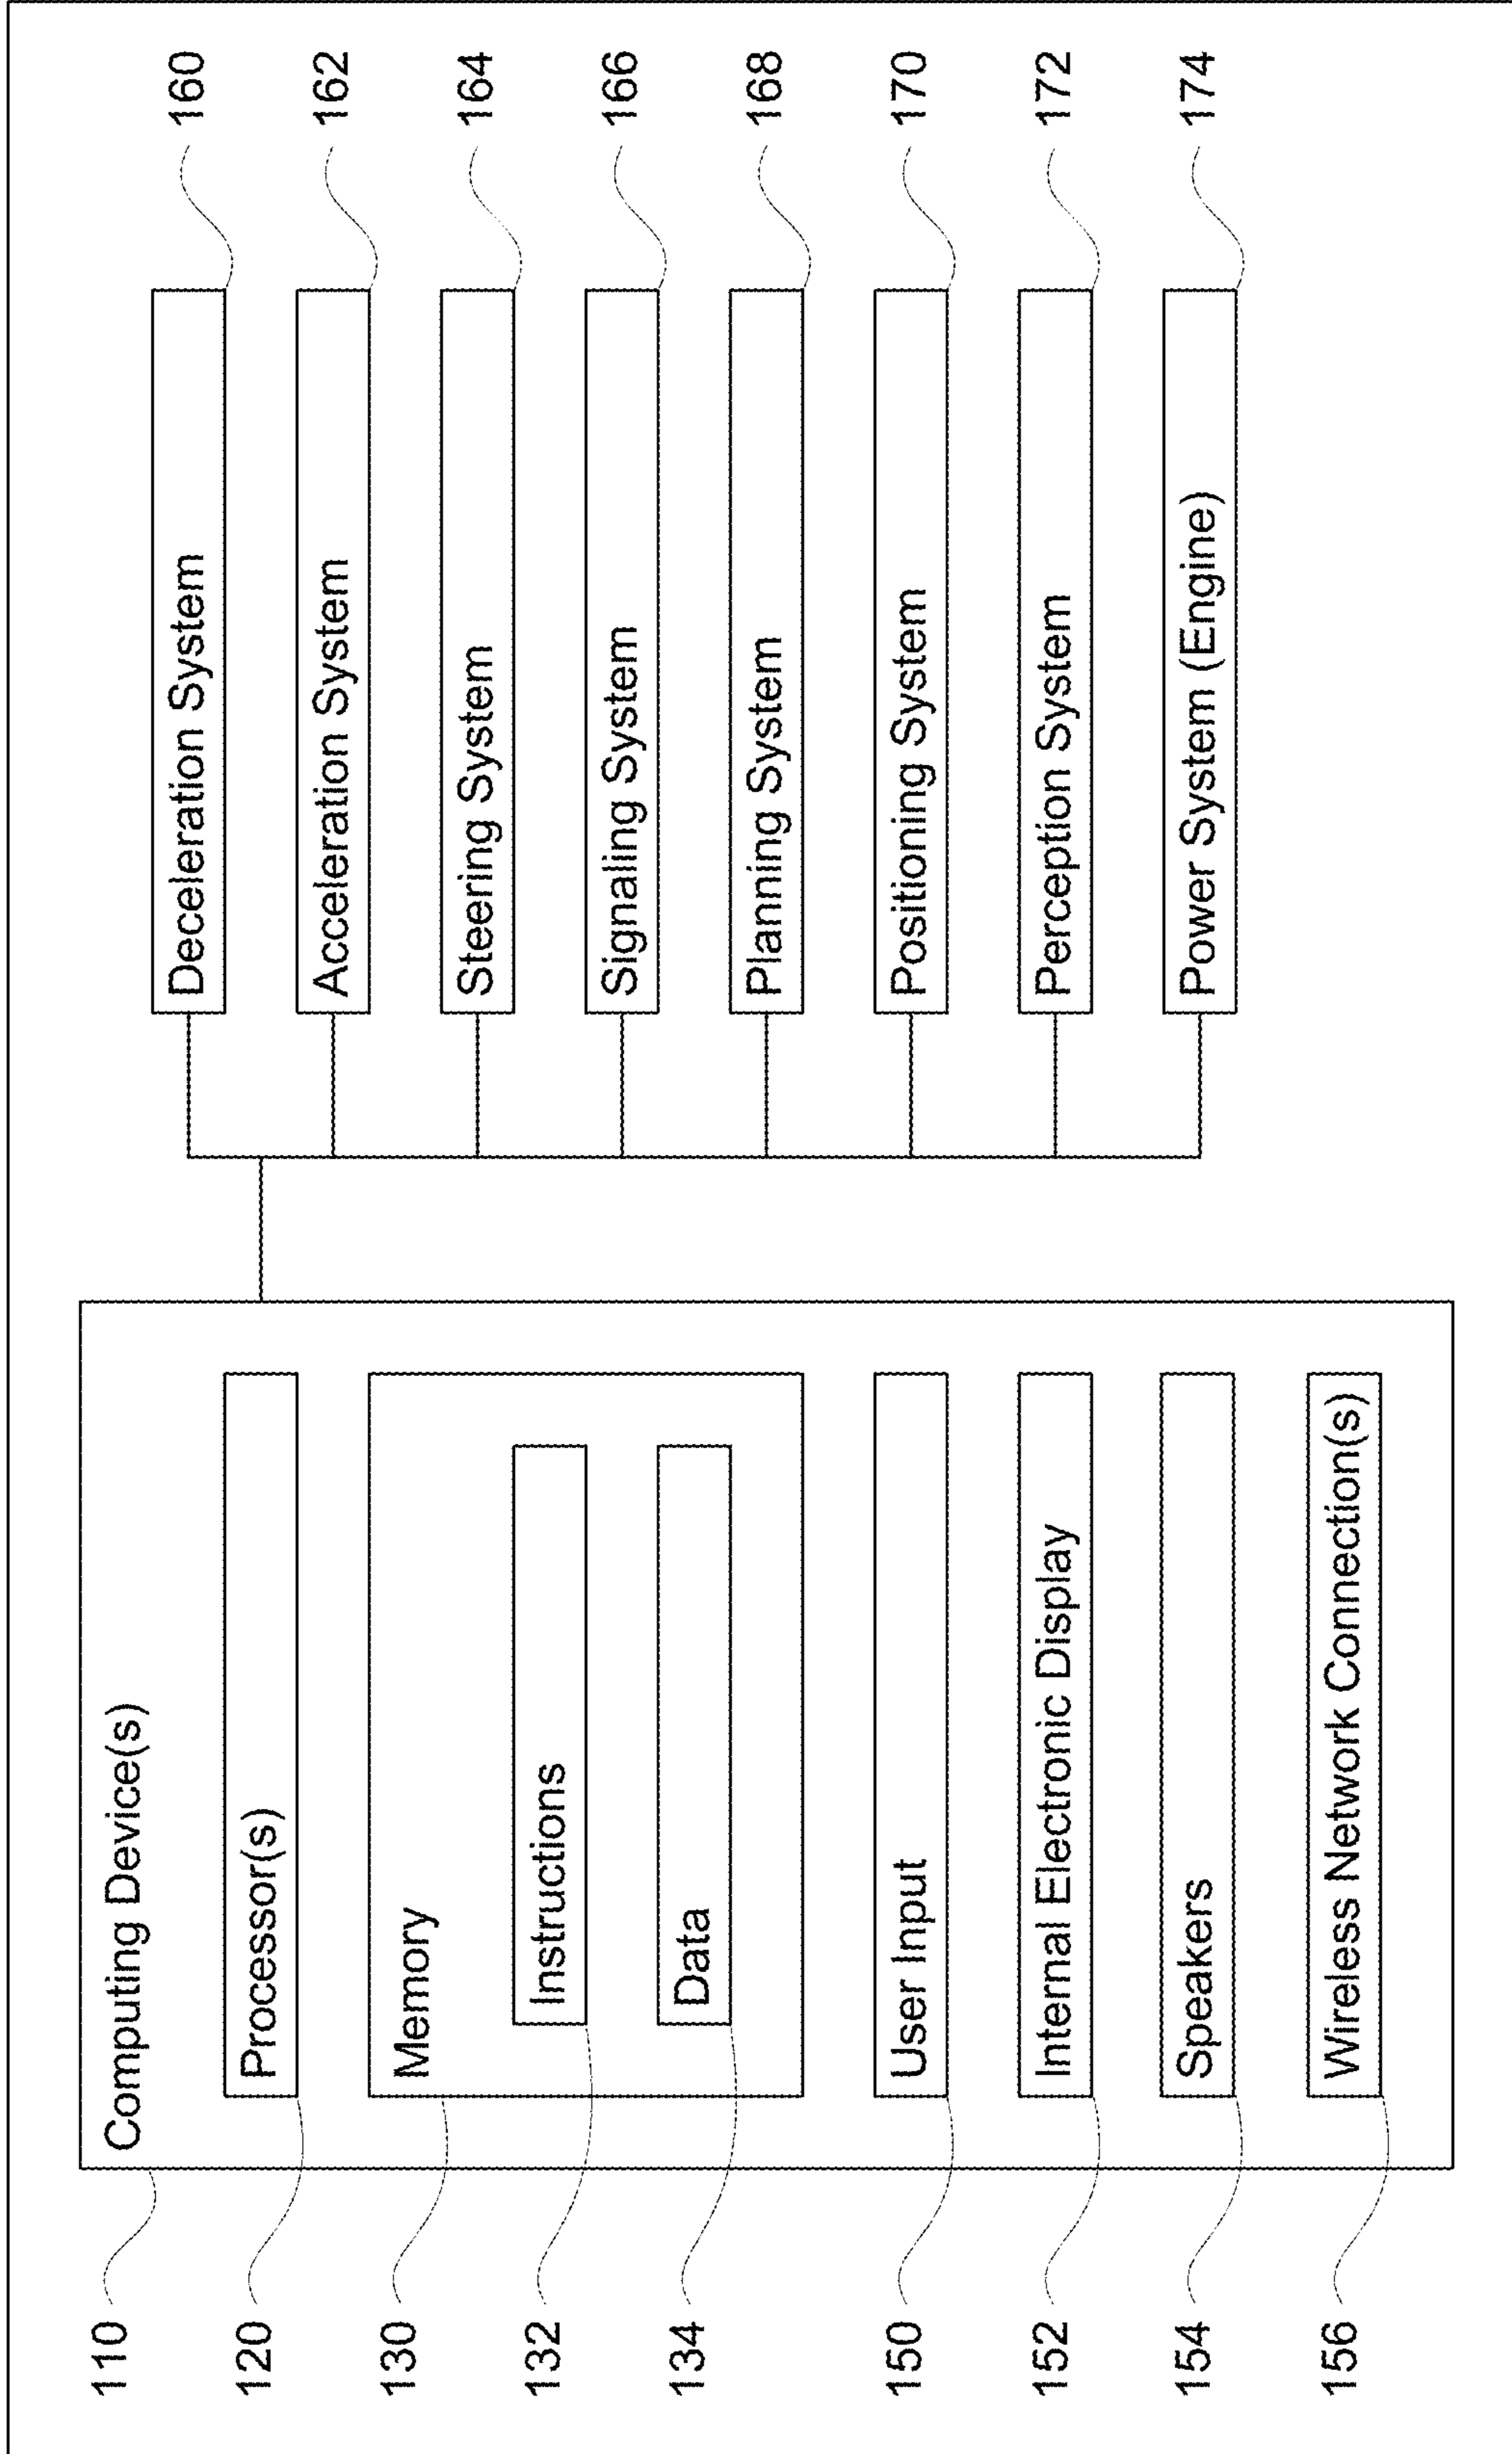 110
Computing Device(s)
120
Processor(s)
130
Memory
132
Instructions
134
Data
150
User Input
152
Internal Electronic Display
154
Speakers
156
Wireless Network Connection(s)
Deceleration System
160
Acceleration System
162
Steering System
164
Signaling System
166
Planning System
168
Positioning System
170
Perception System
172
Power System (Engine)
174